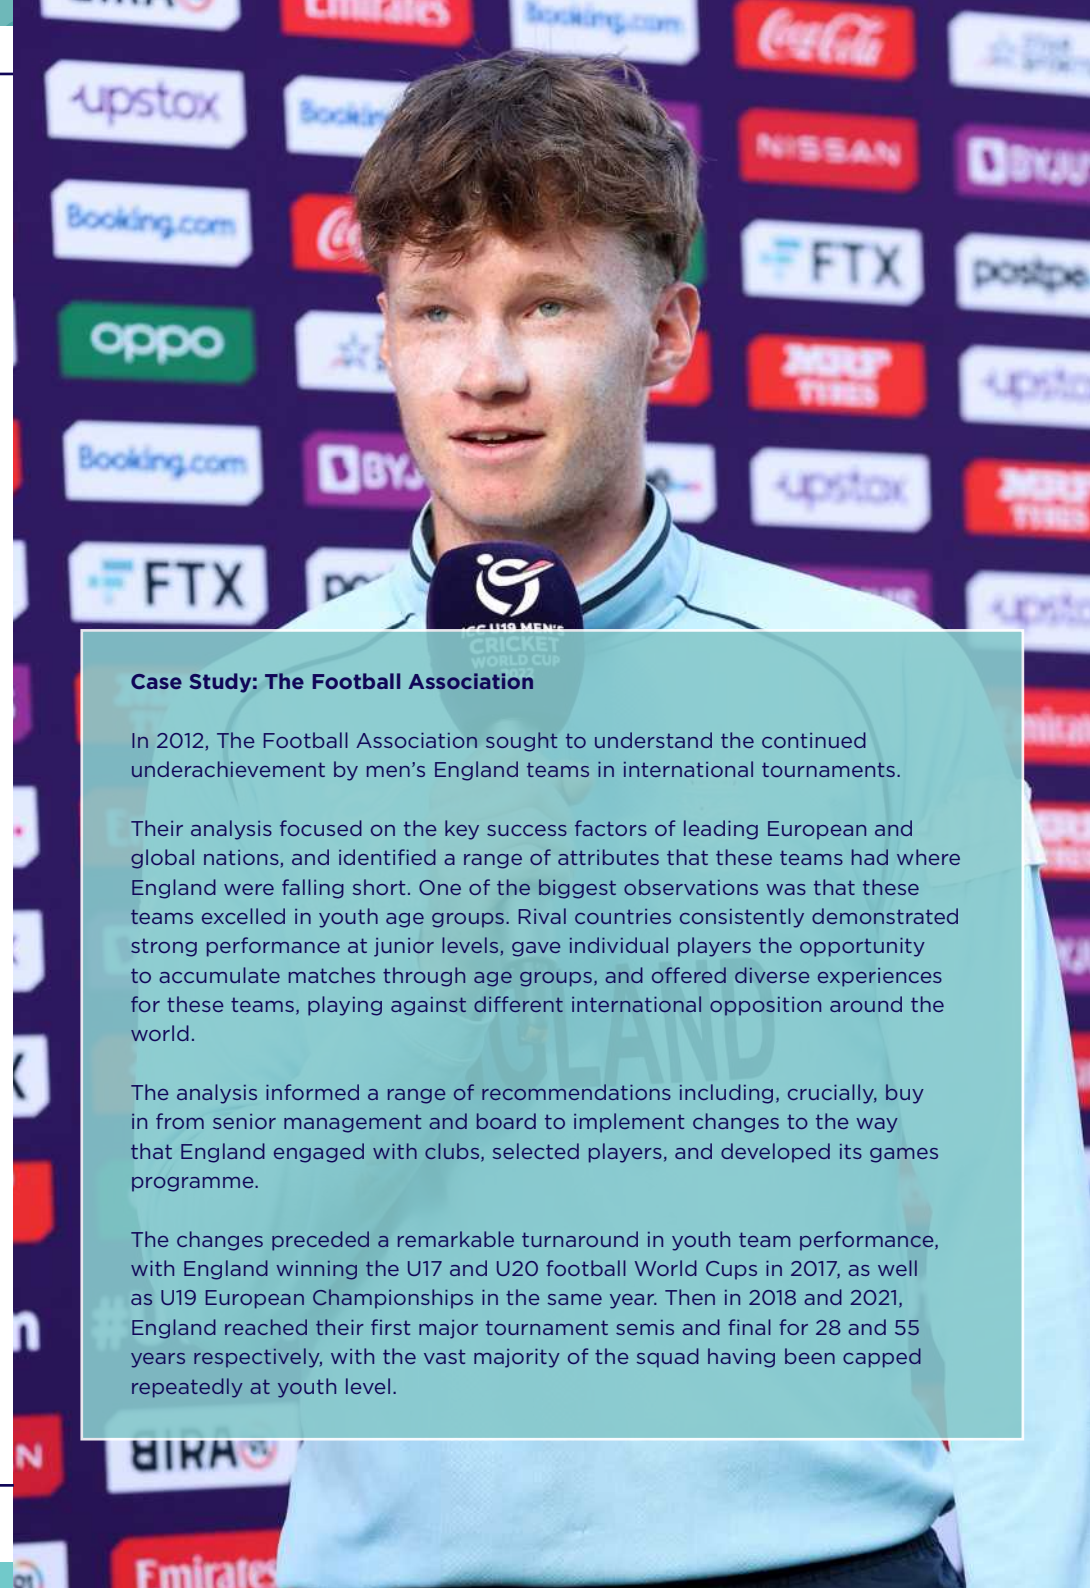 Emirates
Booking.com
Coca-Cola
upstox
NISSAN
Booking.com
FTX
oppo
MRF
TYRES
Booking.com
upstox
FTX
ICC U19 MEN'S
CRICKET
WORLD CUP
2022
Case Study: The Football Association
In 2012, The Football Association sought to understand the continued
underachievement by men’s England teams in international tournaments.
Their analysis focused on the key success factors of leading European and
global nations, and identified a range of attributes that these teams had where
England were falling short. One of the biggest observations was that these
teams excelled in youth age groups. Rival countries consistently demonstrated
strong performance at junior levels, gave individual players the opportunity
to accumulate matches through age groups, and offered diverse experiences
for these teams, playing against different international opposition around the
world.
The analysis informed a range of recommendations including, crucially, buy
in from senior management and board to implement changes to the way
that England engaged with clubs, selected players, and developed its games
programme.
The changes preceded a remarkable turnaround in youth team performance,
with England winning the U17 and U20 football World Cups in 2017, as well
as U19 European Championships in the same year. Then in 2018 and 2021,
England reached their first major tournament semis and final for 28 and 55
years respectively, with the vast majority of the squad having been capped
repeatedly at youth level.
BIRA
Emirates